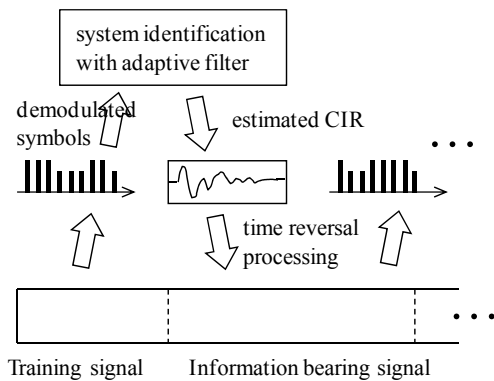 system identification
with adaptive filter
demodulated
symbols
estimated CIR
time reversal
processing
Training signal
Information bearing signal